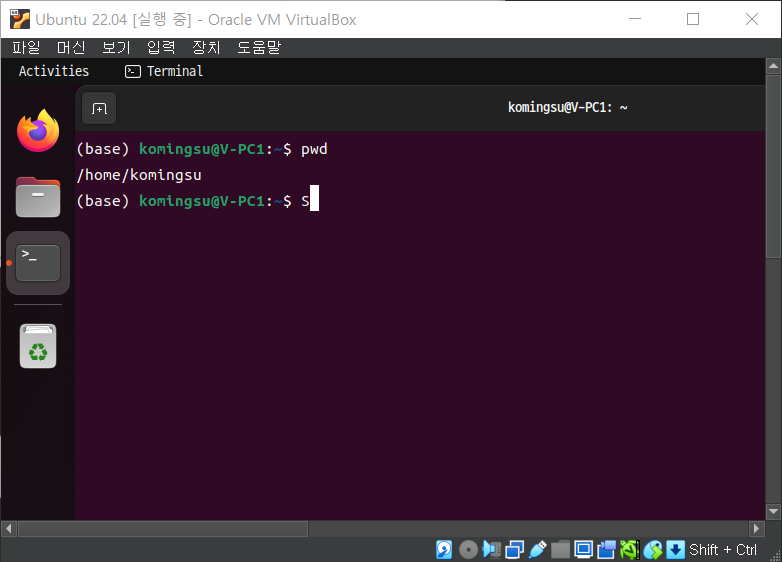 Ubuntu 22.04 [실행 중] - Oracle VM VirtualBox
파일 머신 보기 입력 장치 도움말
Activities Terminal
komingsu@V-PC1: ~
(base) komingsu@V-PC1:~$ pwd
/home/komingsu
(base) komingsu@V-PC1:~$ S
Shift + Ctrl